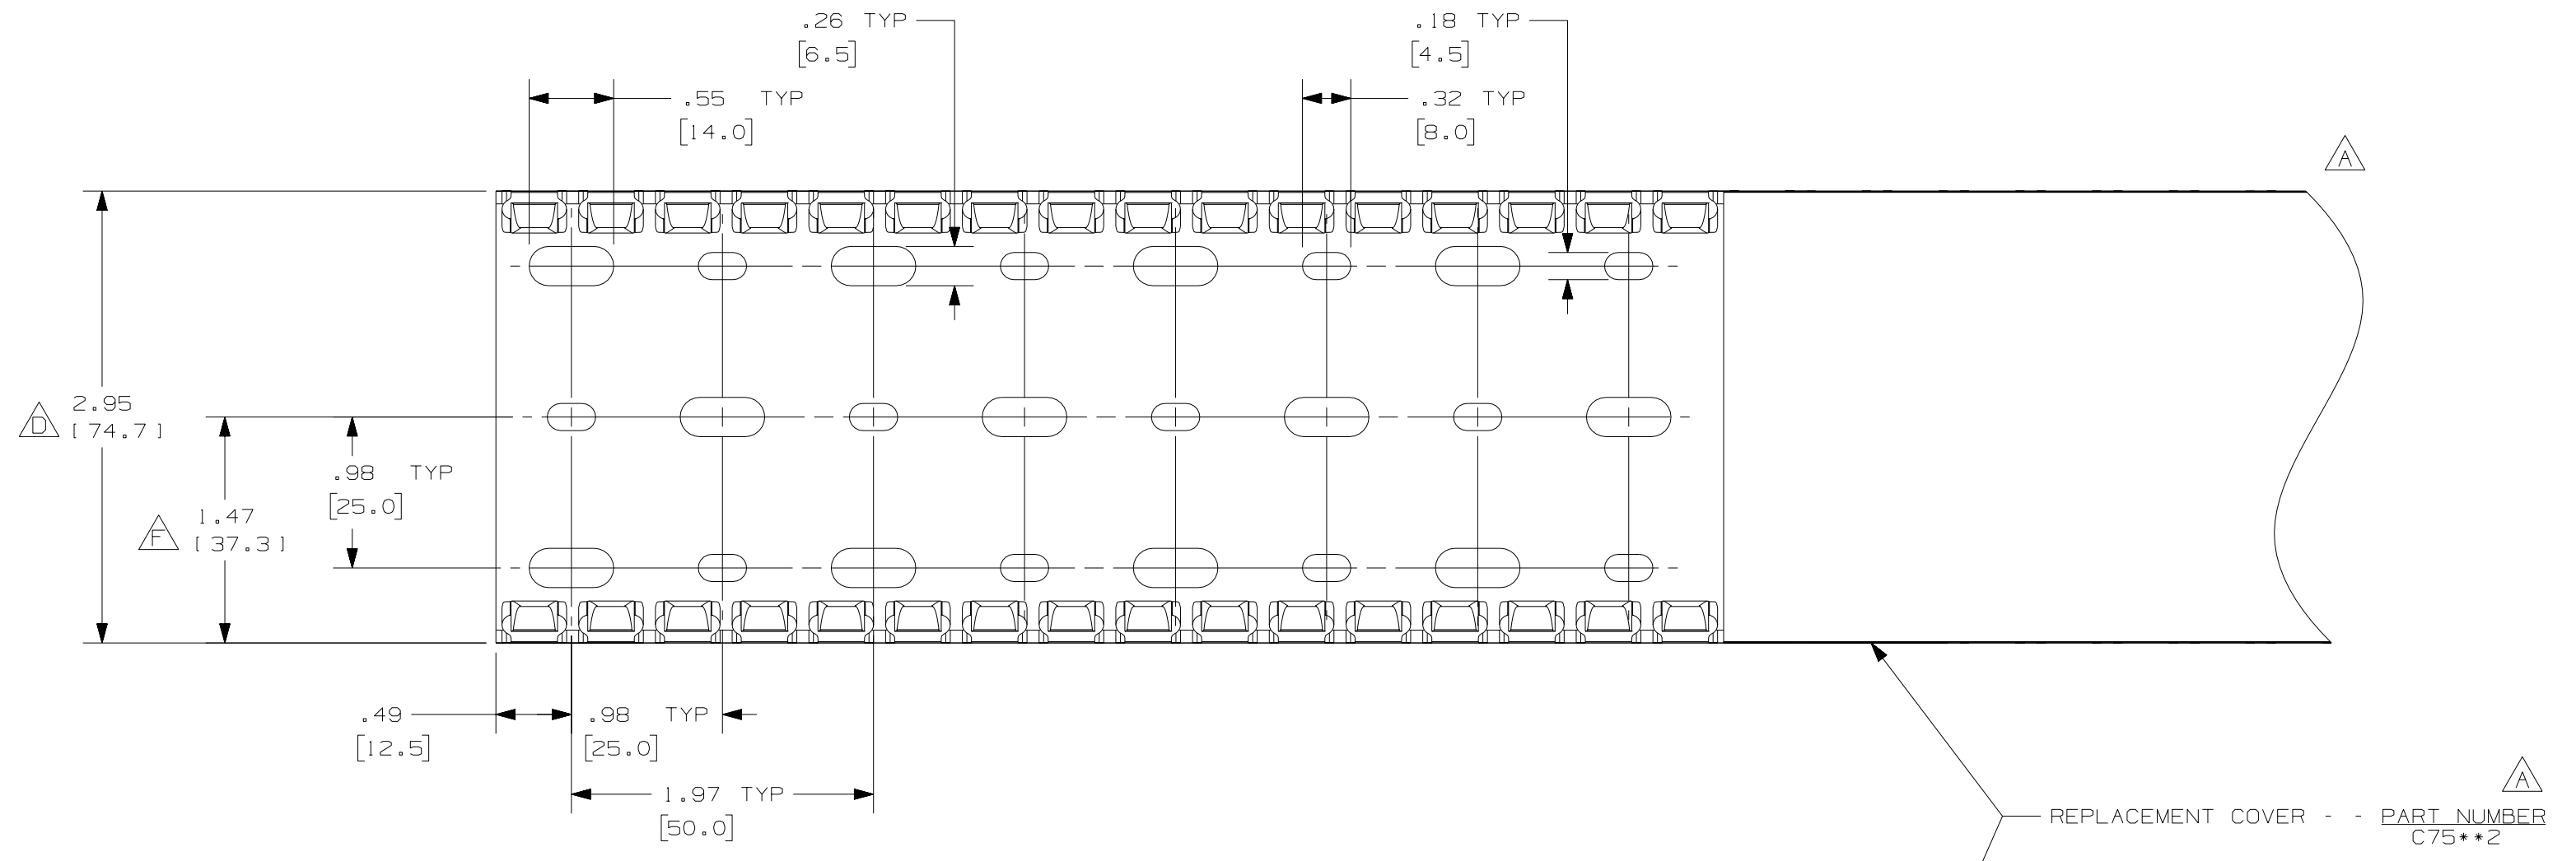 .26 TYP
[6.5]
.18 TYP
[4.5]
.55 TYP
[14.0]
.32 TYP
[8.0]
A
D
2.95
[74.7]
.98 TYP
[25.0]
F
1.47
[37.3]
.49
[12.5]
.98 TYP
[25.0]
1.97 TYP
[50.0]
A
REPLACEMENT COVER - - PART NUMBER
C75**2